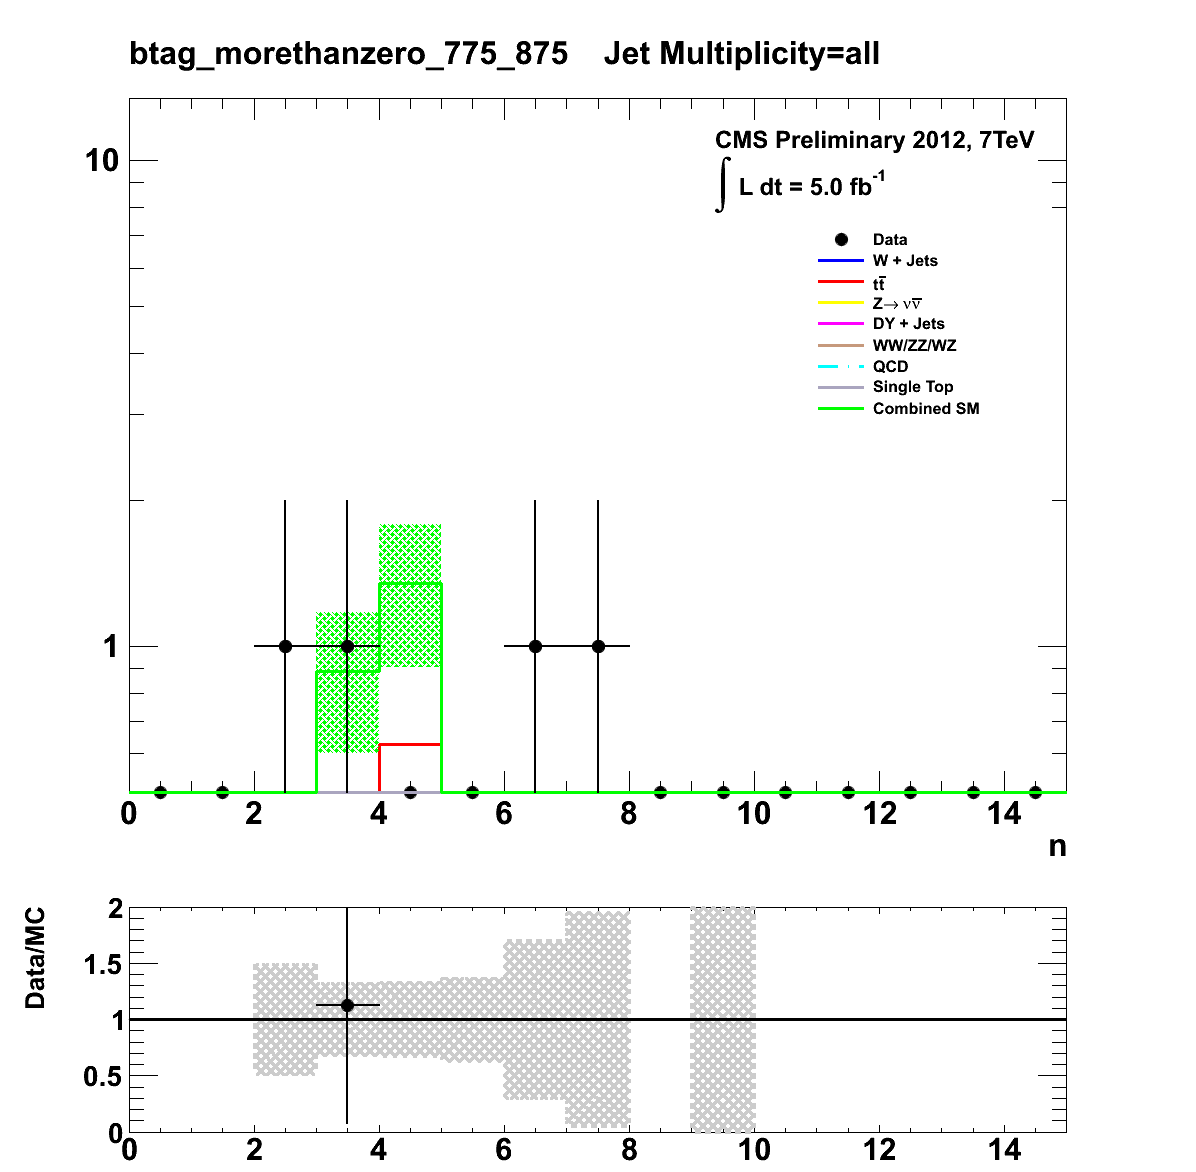 btag_morethanzero_775_875 Jet Multiplicity=all
CMS Preliminary 2012, 7TeV
∫ L dt = 5.0 fb⁻¹
Data
W + Jets
tt̅
Z→ νν̅
DY + Jets
WW/ZZ/WZ
QCD
Single Top
Combined SM
10
1
0 2 4 6 8 10 12 14
n
Data/MC
2
1.5
1
0.5
0
0 2 4 6 8 10 12 14